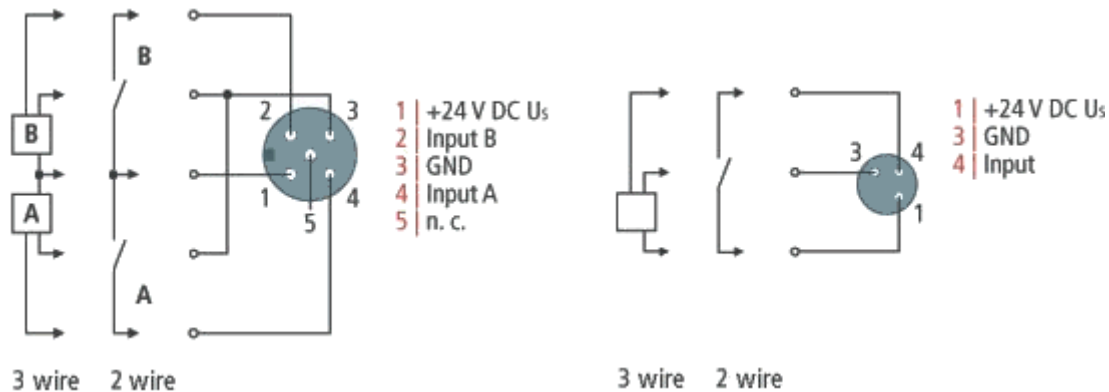 B
2 3
B
1 | +24 V DC Us
2 | Input B
3 | GND
4 | Input A
5 | n. c.
A
1 5 4
A
3 wire 2 wire
3 4
1
1 | +24 V DC Us
3 | GND
4 | Input
3 wire 2 wire